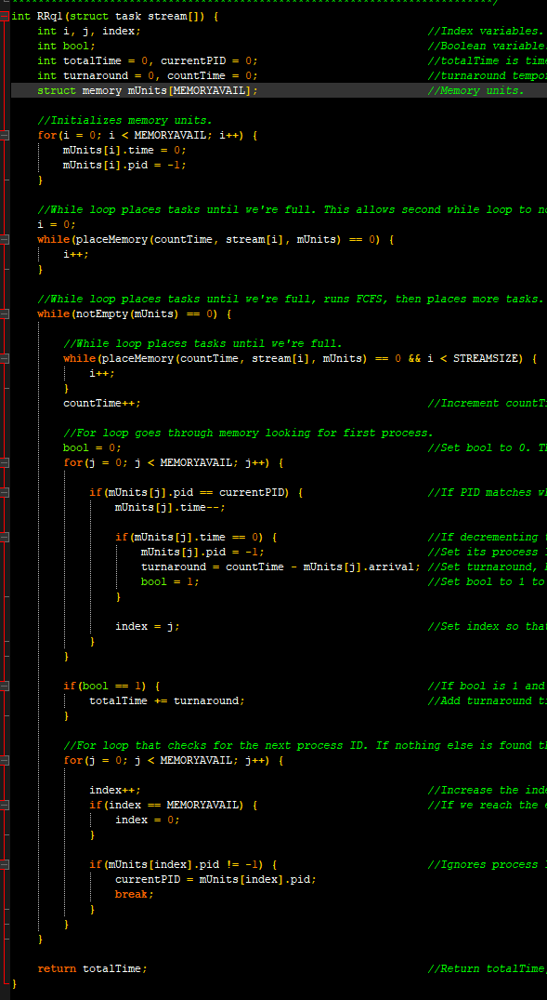 *****************************************************************************/
int RRq1(struct task stream[]) {
    int i, j, index;                                            //Index variables.
    int bool;                                                   //Boolean variable
    int totalTime = 0, currentPID = 0;                          //totalTime is time
    int turnaround = 0, countTime = 0;                          //turnaround tempo
    struct memory mUnits[MEMORYAVAIL];                          //Memory units.
    //Initializes memory units.
    for(i = 0; i < MEMORYAVAIL; i++) {
        mUnits[i].time = 0;
        mUnits[i].pid = -1;
    }
    //While loop places tasks until we're full. This allows second while loop to no
    i = 0;
    while(placeMemory(countTime, stream[i], mUnits) == 0) {
        i++;
    }
    //While loop places tasks until we're full, runs FCFS, then places more tasks.
    while(notEmpty(mUnits) == 0) {
        //While loop places tasks until we're full.
        while(placeMemory(countTime, stream[i], mUnits) == 0 && i < STREAMSIZE) {
            i++;
        }
        countTime++;                                            //Increment countT
        //For loop goes through memory looking for first process.
        bool = 0;                                               //Set bool to 0. T
        for(j = 0; j < MEMORYAVAIL; j++) {
            if(mUnits[j].pid == currentPID) {                   //If PID matches w
                mUnits[j].time--;
                if(mUnits[j].time == 0) {                       //If decrementing
                    mUnits[j].pid = -1;                         //Set its process
                    turnaround = countTime - mUnits[j].arrival; //Set turnaround,
                    bool = 1;                                   //Set bool to 1 to
                }
                index = j;                                      //Set index so tha
            }
        }
        if(bool == 1) {                                         //If bool is 1 and
            totalTime += turnaround;                            //Add turnaround ti
        }
        //For loop that checks for the next process ID. If nothing else is found th
        for(j = 0; j < MEMORYAVAIL; j++) {
            index++;                                            //Increase the inde
            if(index == MEMORYAVAIL) {                          //If we reach the e
                index = 0;
            }
            if(mUnits[index].pid != -1) {                       //Ignores process
                currentPID = mUnits[index].pid;
                break;
            }
        }
    }
    return totalTime;                                           //Return totalTime
}